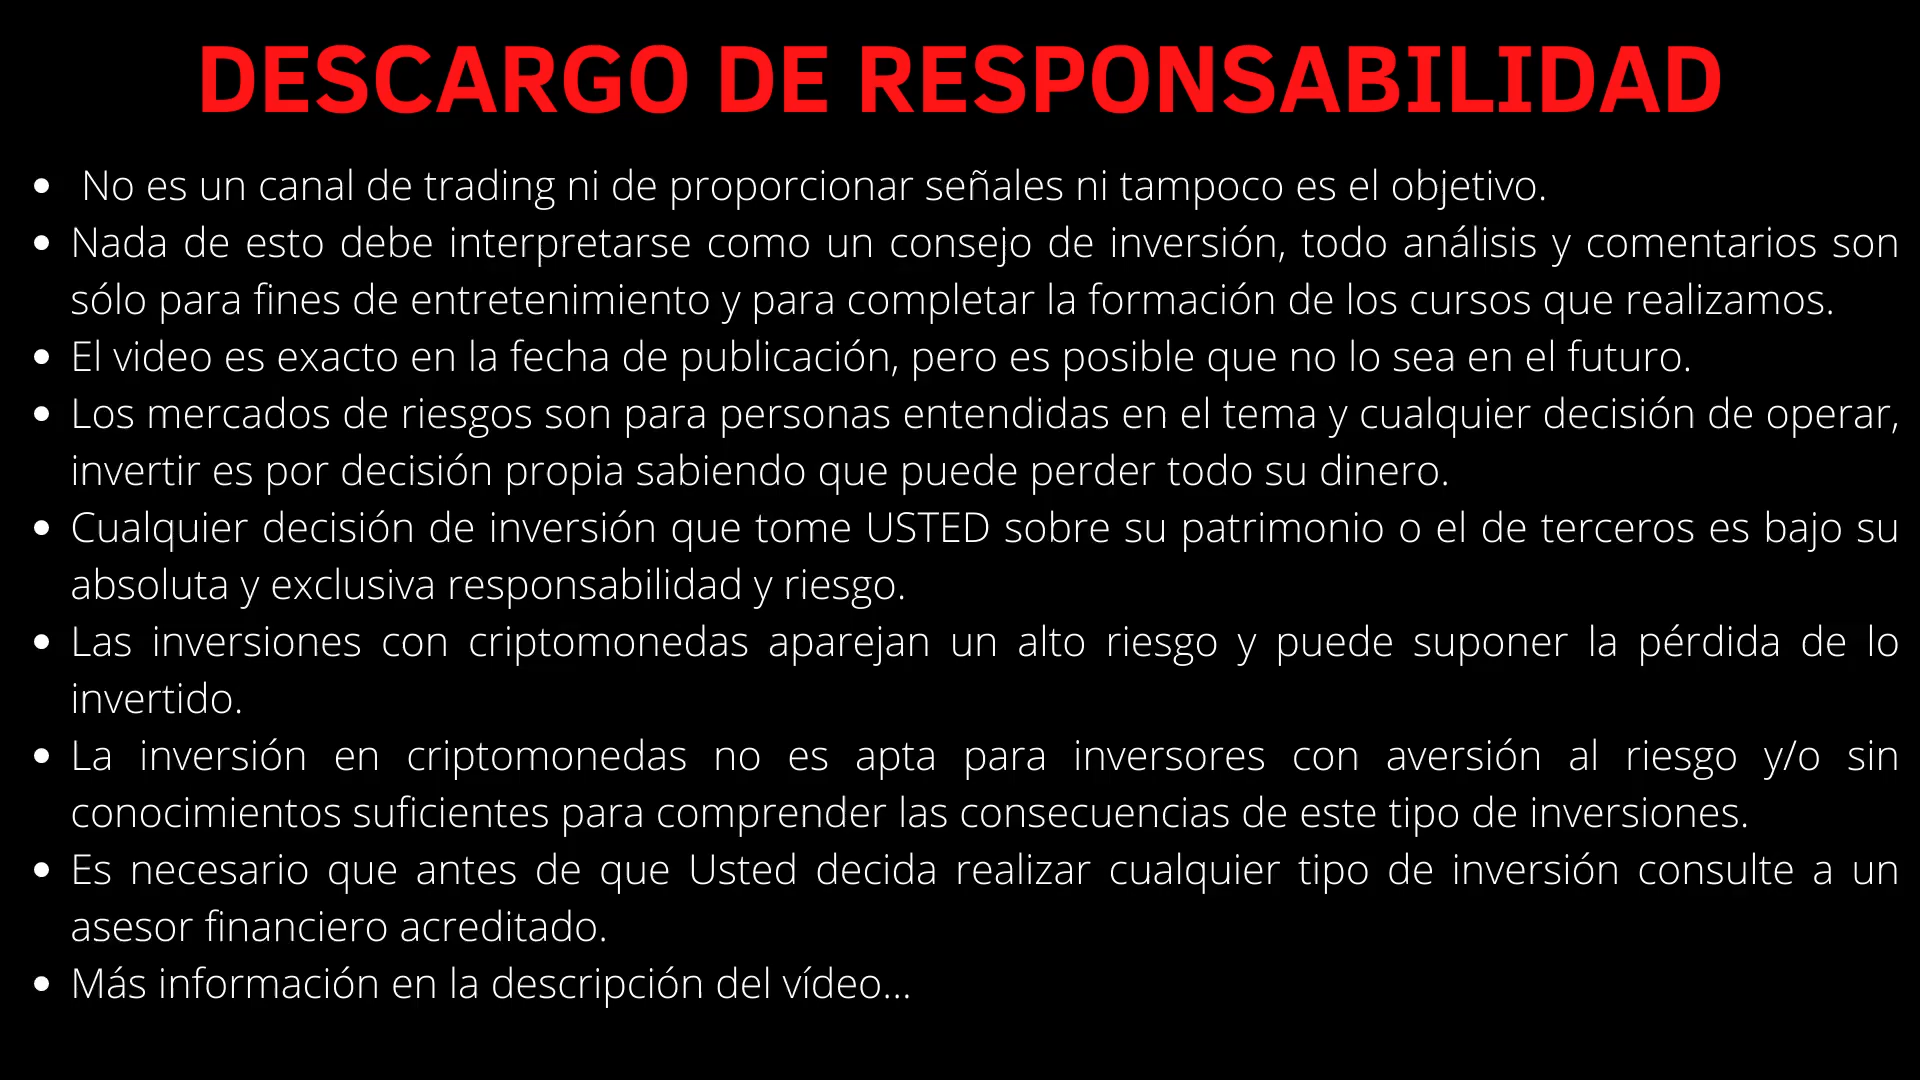 DESCARGO DE RESPONSABILIDAD
• No es un canal de trading ni de proporcionar señales ni tampoco es el objetivo.
• Nada de esto debe interpretarse como un consejo de inversión, todo análisis y comentarios son
sólo para fines de entretenimiento y para completar la formación de los cursos que realizamos.
• El video es exacto en la fecha de publicación, pero es posible que no lo sea en el futuro.
• Los mercados de riesgos son para personas entendidas en el tema y cualquier decisión de operar,
invertir es por decisión propia sabiendo que puede perder todo su dinero.
• Cualquier decisión de inversión que tome USTED sobre su patrimonio o el de terceros es bajo su
absoluta y exclusiva responsabilidad y riesgo.
• Las inversiones con criptomonedas aparejan un alto riesgo y puede suponer la pérdida de lo
invertido.
• La inversión en criptomonedas no es apta para inversores con aversión al riesgo y/o sin
conocimientos suficientes para comprender las consecuencias de este tipo de inversiones.
• Es necesario que antes de que Usted decida realizar cualquier tipo de inversión consulte a un
asesor financiero acreditado.
• Más información en la descripción del vídeo...